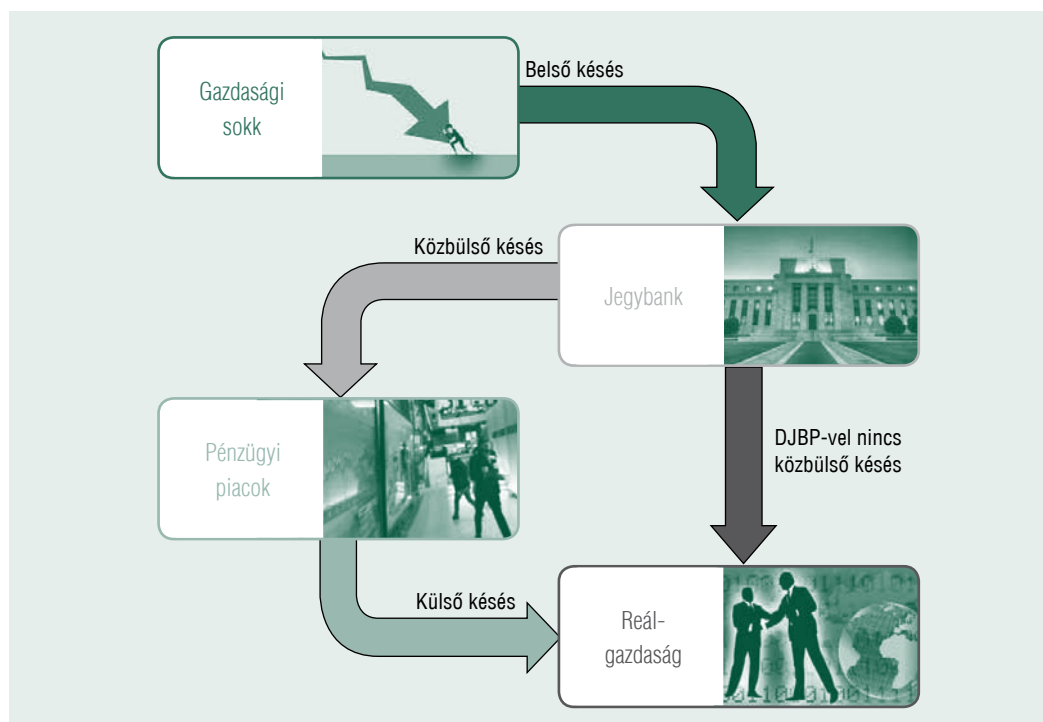 Gazdasági
sokk
Belső késés
Közbülső késés
Jegybank
Pénzügyi
piacok
DJBP-vel nincs
közbülső késés
Külső késés
Reál-
gazdaság